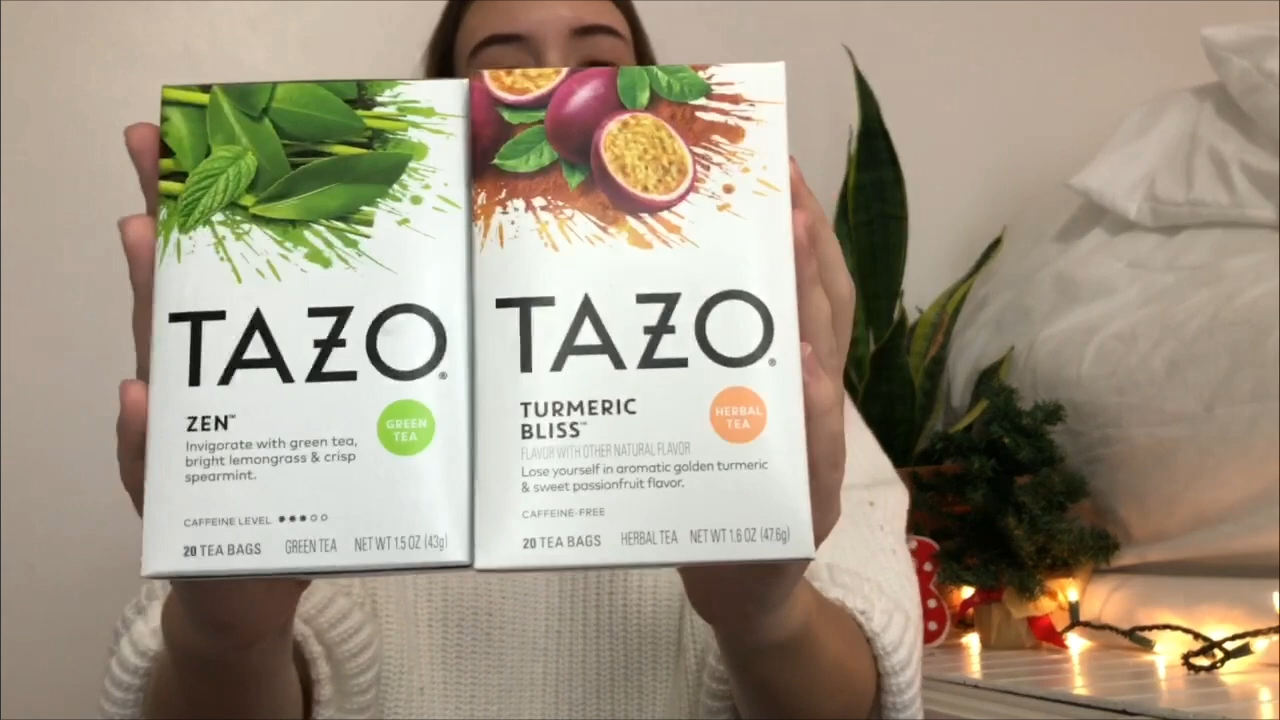 TAZO®
ZEN™
GREEN
TEA
Invigorate with green tea,
bright lemongrass & crisp
spearmint.
CAFFEINE LEVEL
20 TEA BAGS GREEN TEA NET WT 1.5 OZ (43g)
TAZO®
TURMERIC
BLISS™
HERBAL
TEA
FLAVOR WITH OTHER NATURAL FLAVOR
Lose yourself in aromatic golden turmeric
& sweet passionfruit flavor.
CAFFEINE-FREE
20 TEA BAGS HERBAL TEA NET WT 1.6 OZ (47.6g)